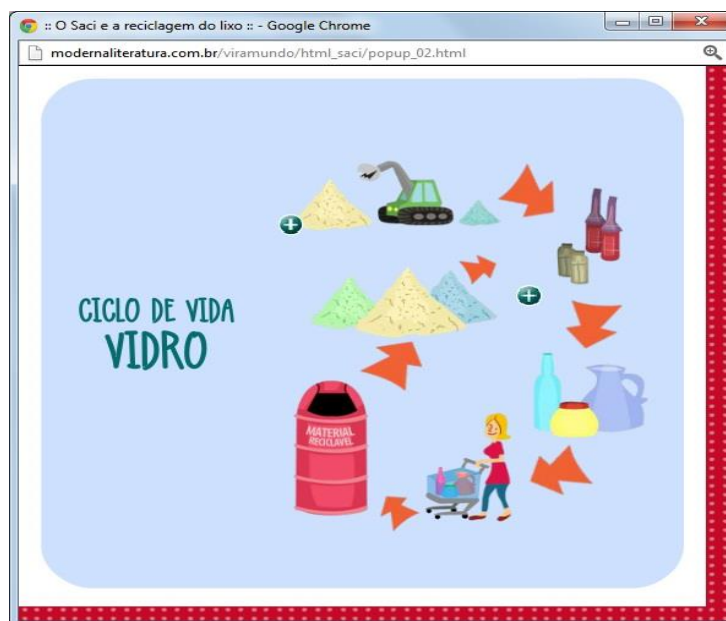 :: O Saci e a reciclagem do lixo :: - Google Chrome
modernaliteratura.com.br/viramundo/html_saci/popup_02.html
CICLO DE VIDA
VIDRO
MATERIAL
RECICLÁVEL